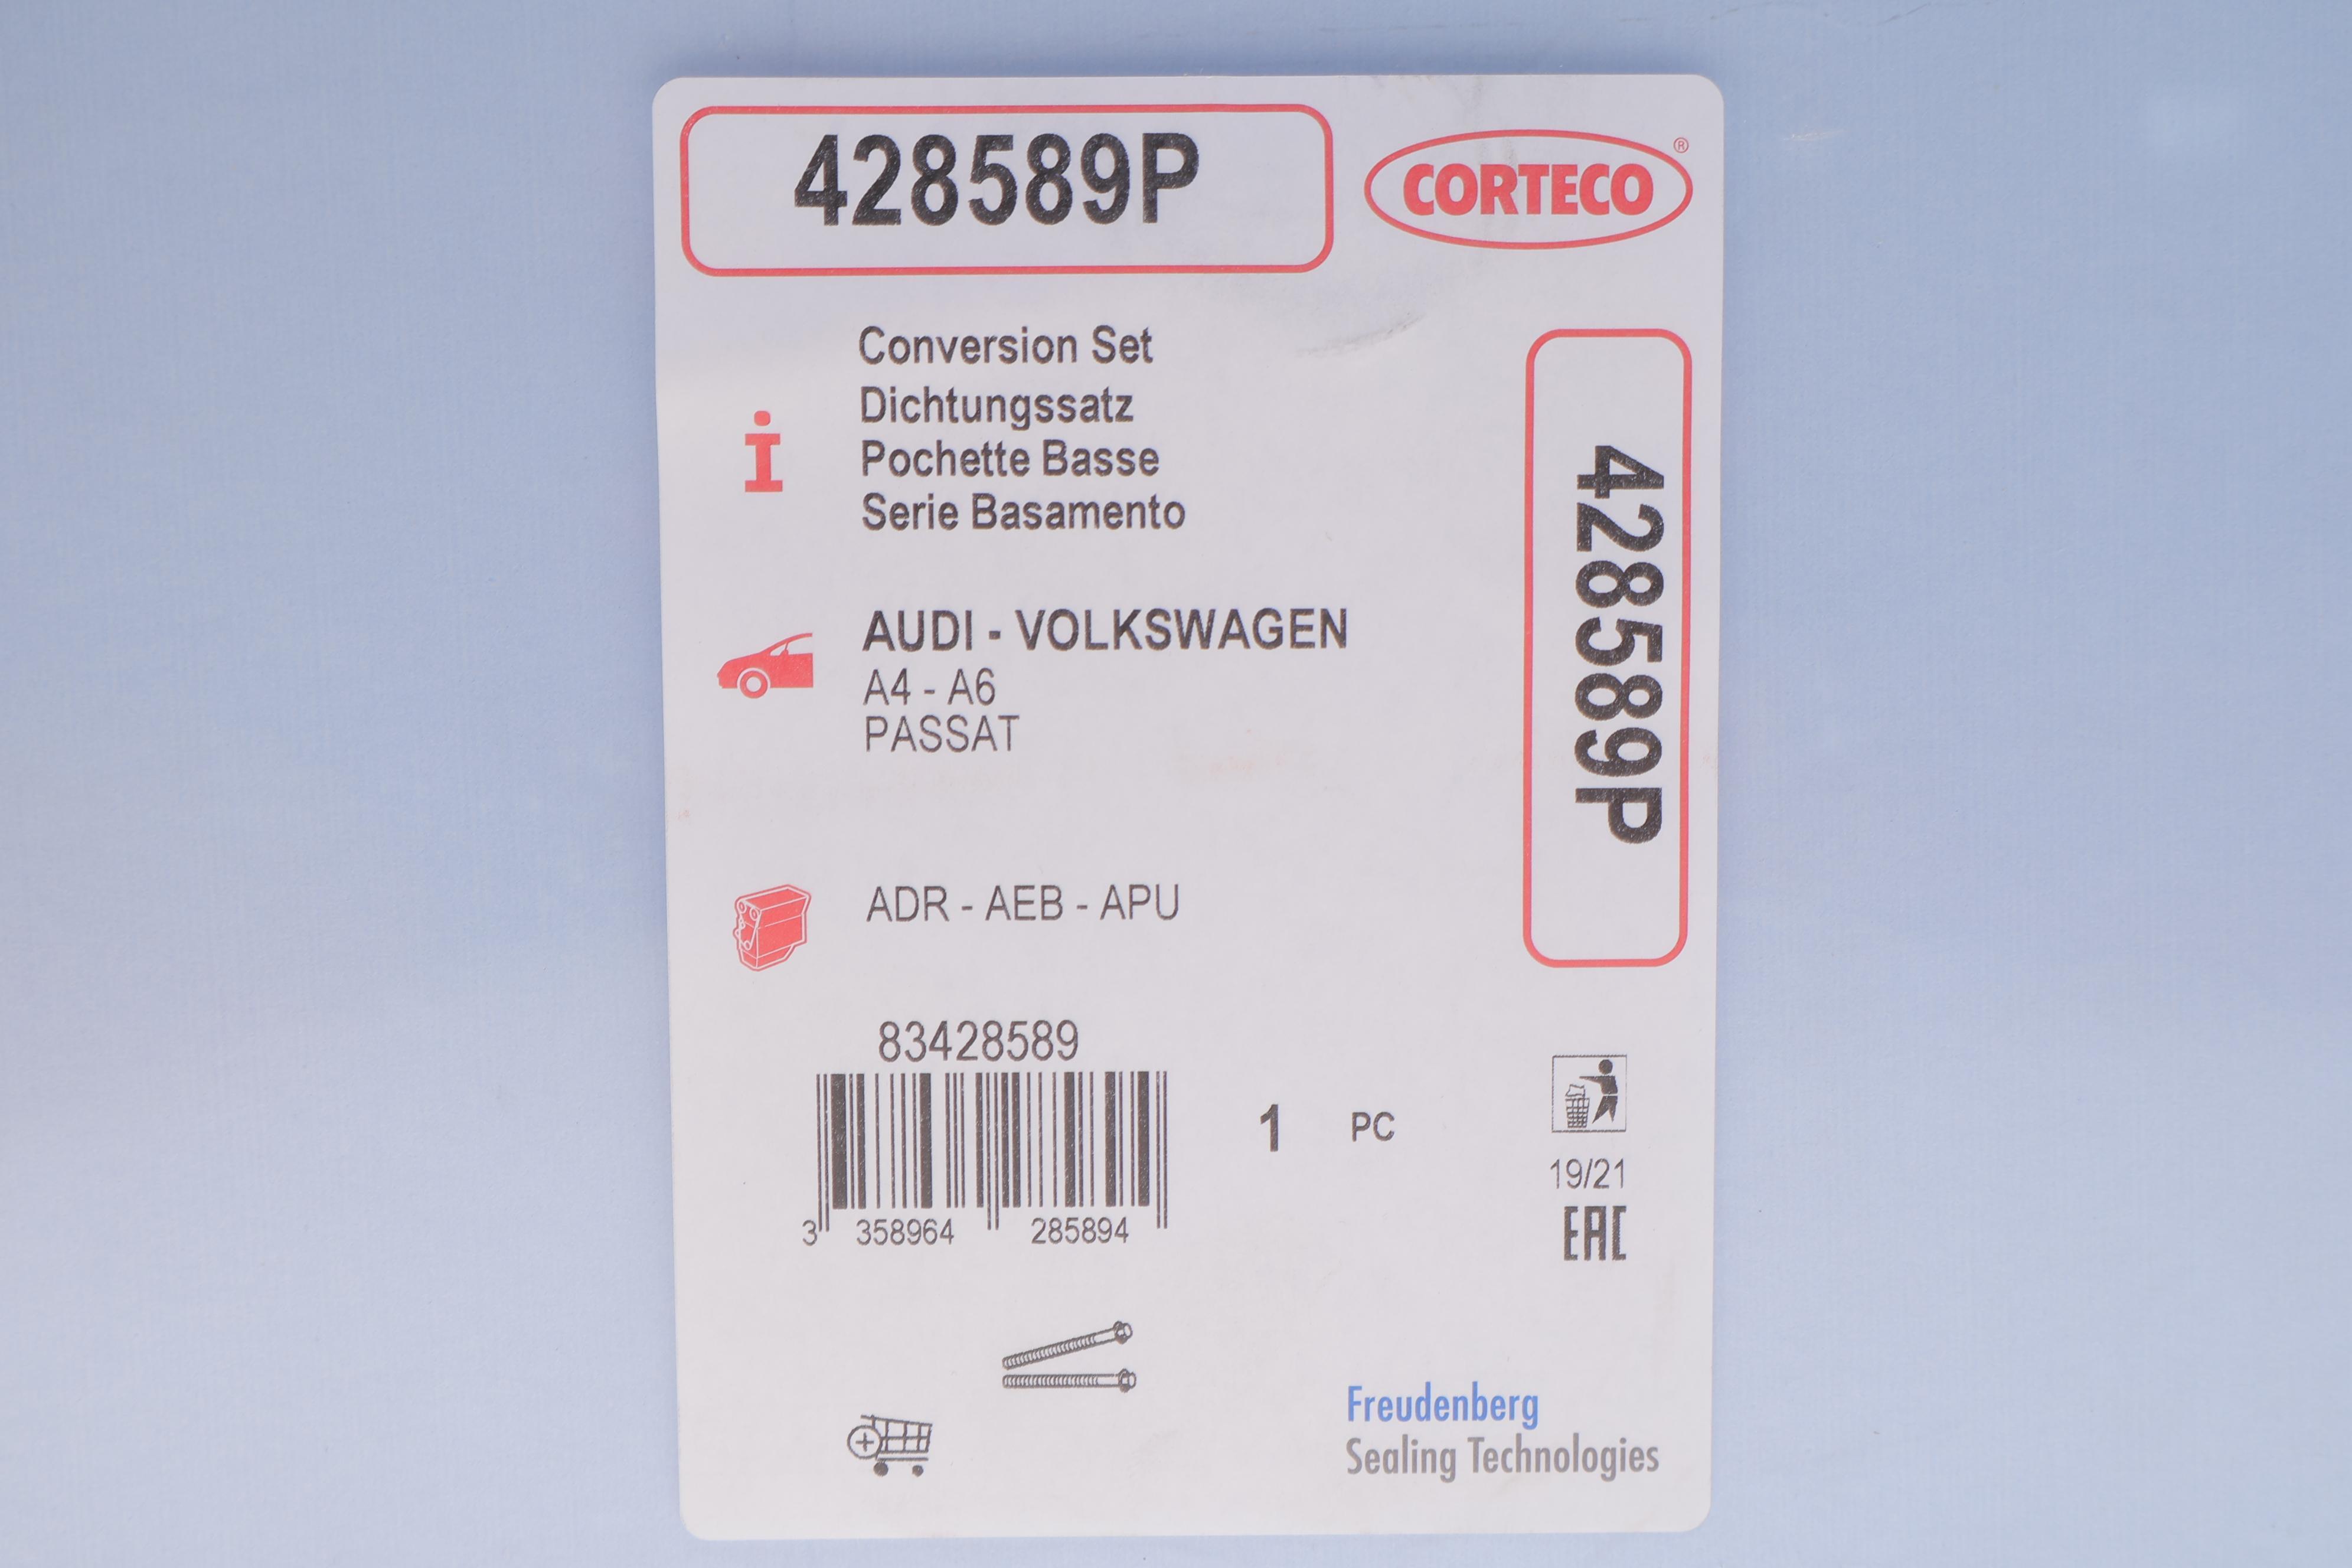 428589P
CORTECO®
Conversion Set
Dichtungssatz
Pochette Basse
Serie Basamento
428589P
AUDI - VOLKSWAGEN
A4 - A6
PASSAT
ADR - AEB - APU
83428589
3 358964 285894
1 PC
19/21
EAC
Freudenberg
Sealing Technologies